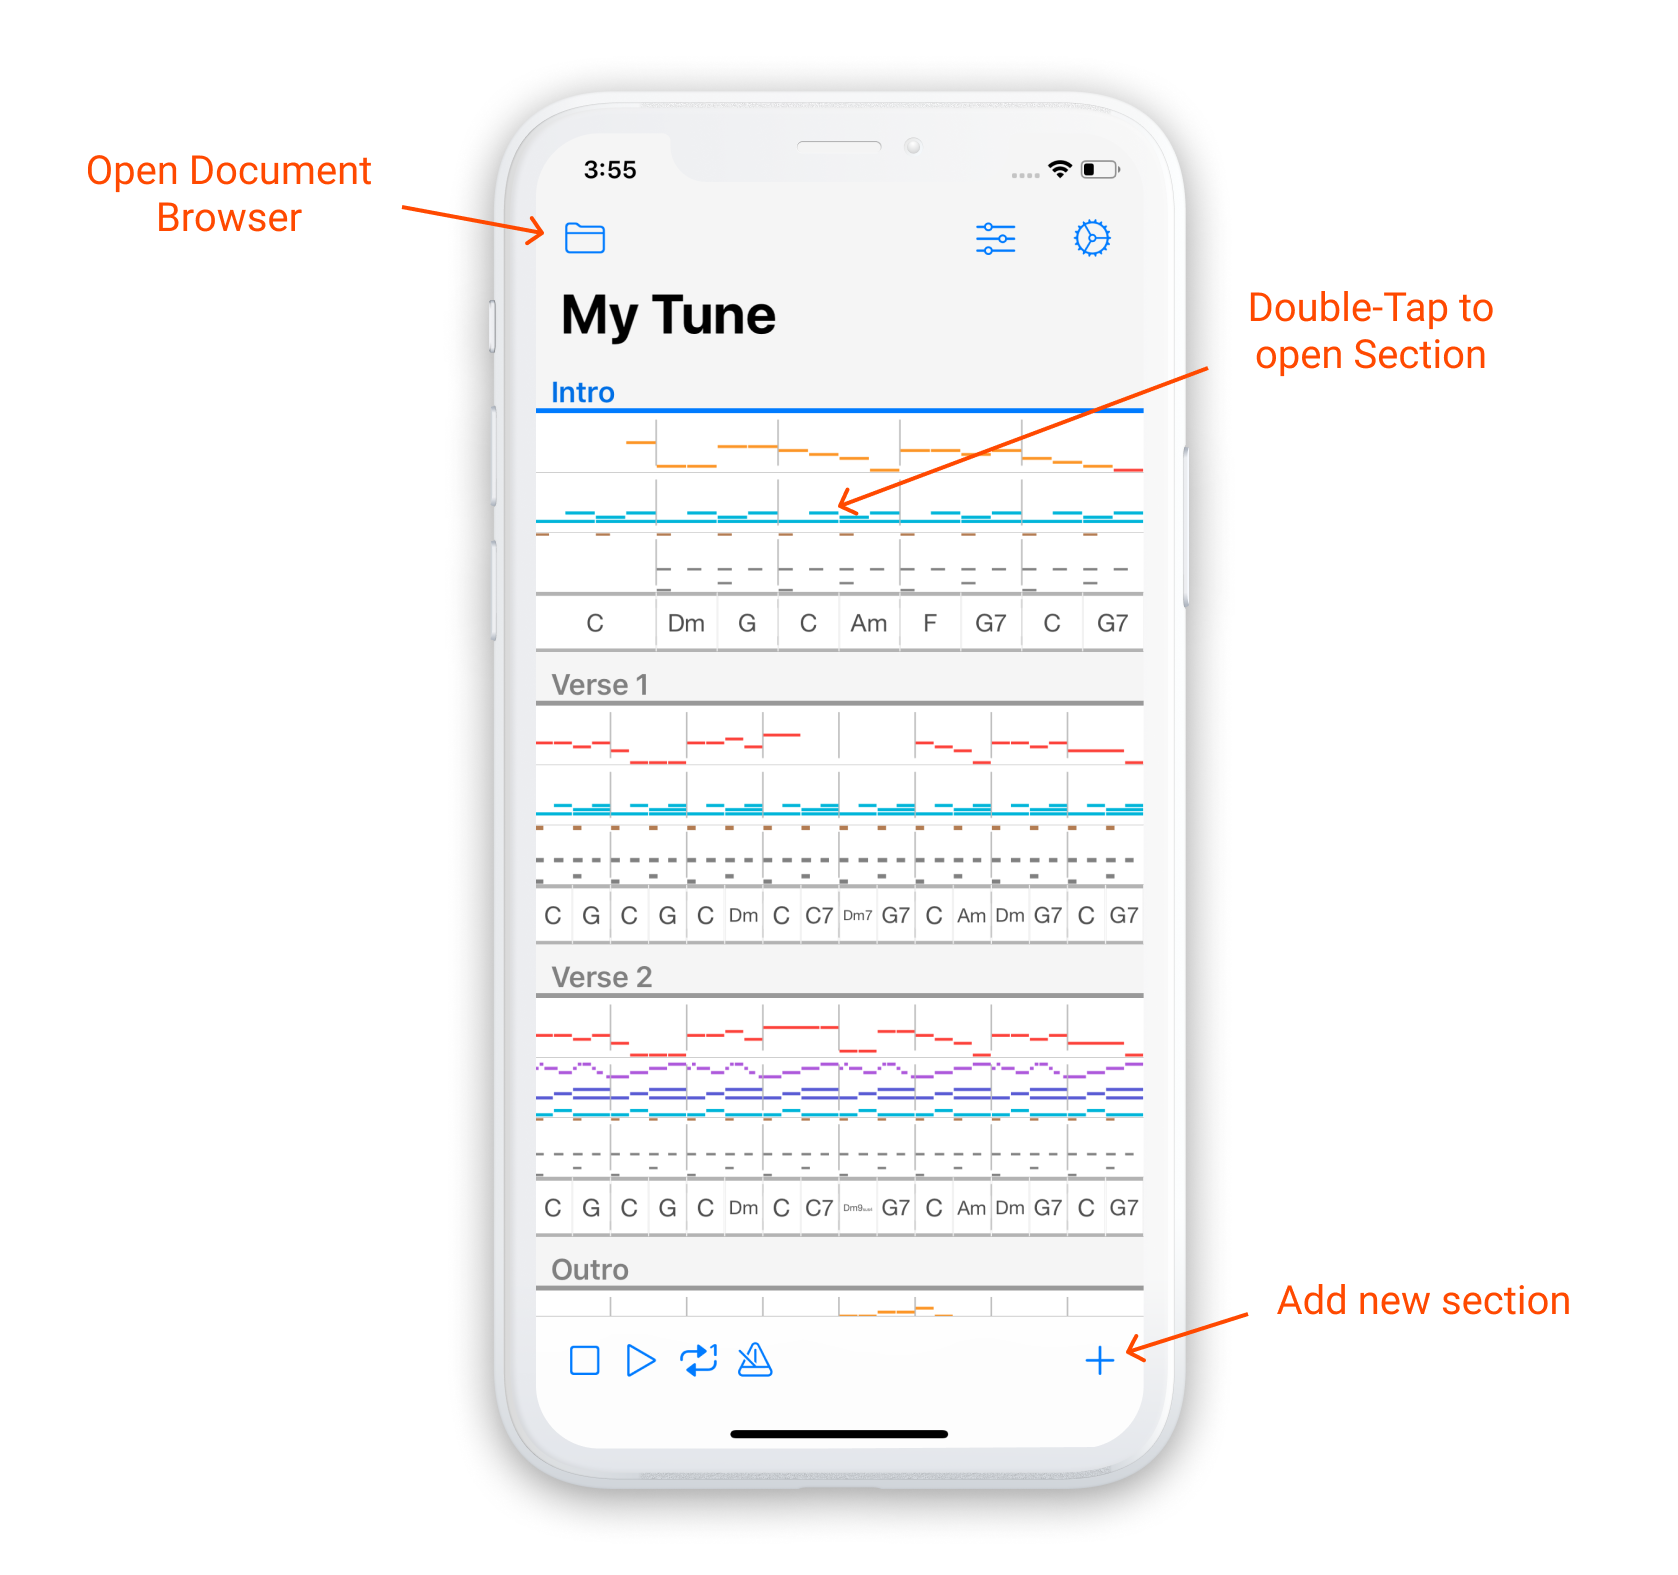 Open Document
Browser
3:55
My Tune
Double-Tap to
open Section
Intro
C Dm G C Am F G7 C G7
Verse 1
C G C G C Dm C C7 Dm7 G7 C Am Dm G7 C G7
Verse 2
C G C G C Dm C C7 G7 C Am Dm G7 C G7
Outro
Add new section
1